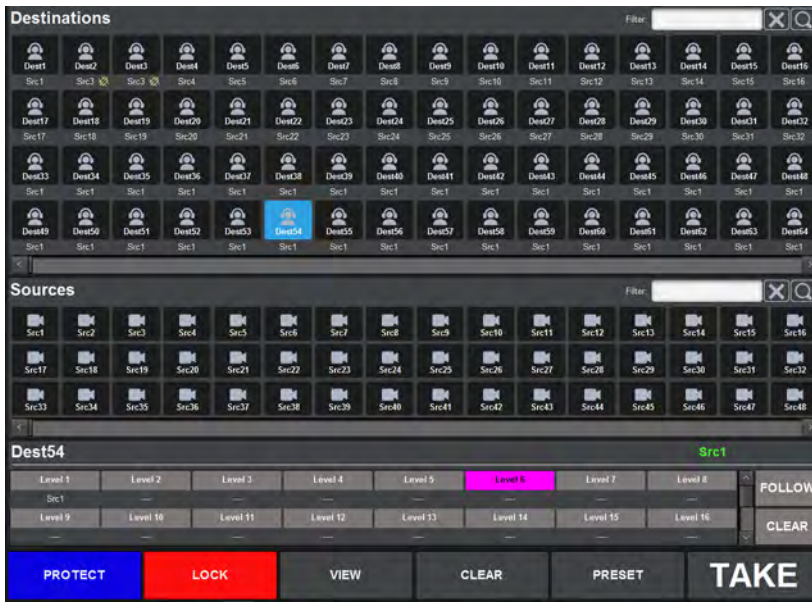 Destinations Filter:
Dest1 Dest2 Dest3 Dest4 Dest5 Dest6 Dest7 Dest8 Dest9 Dest10 Dest11 Dest12 Dest13 Dest14 Dest15 Dest16
Src1 Src3 Src3 Src4 Src5 Src6 Src7 Src8 Src9 Src10 Src11 Src12 Src13 Src14 Src15 Src16
Dest17 Dest18 Dest19 Dest20 Dest21 Dest22 Dest23 Dest24 Dest25 Dest26 Dest27 Dest28 Dest29 Dest30 Dest31 Dest32
Src17 Src18 Src19 Src20 Src21 Src22 Src23 Src24 Src25 Src26 Src27 Src28 Src29 Src30 Src31 Src32
Dest33 Dest34 Dest35 Dest36 Dest37 Dest38 Dest39 Dest40 Dest41 Dest42 Dest43 Dest44 Dest45 Dest46 Dest47 Dest48
Src1 Src1 Src1 Src1 Src1 Src1 Src1 Src1 Src1 Src1 Src1 Src1 Src1 Src1 Src1 Src1
Dest49 Dest50 Dest51 Dest52 Dest53 Dest54 Dest55 Dest56 Dest57 Dest58 Dest59 Dest60 Dest61 Dest62 Dest63 Dest64
Src1 Src1 Src1 Src1 Src1 Src1 Src1 Src1 Src1 Src1 Src1 Src1 Src1 Src1 Src1 Src1
Sources Filter:
Src1 Src2 Src3 Src4 Src5 Src6 Src7 Src8 Src9 Src10 Src11 Src12 Src13 Src14 Src15 Src16
Src17 Src18 Src19 Src20 Src21 Src22 Src23 Src24 Src25 Src26 Src27 Src28 Src29 Src30 Src31 Src32
Src33 Src34 Src35 Src36 Src37 Src38 Src39 Src40 Src41 Src42 Src43 Src44 Src45 Src46 Src47 Src48
Dest54 Src1
Level 1 Level 2 Level 3 Level 4 Level 5 Level 6 Level 7 Level 8
Src1 — — — — — — —
FOLLOW
Level 9 Level 10 Level 11 Level 12 Level 13 Level 14 Level 15 Level 16
— — — — — — — —
CLEAR
PROTECT LOCK VIEW CLEAR PRESET TAKE